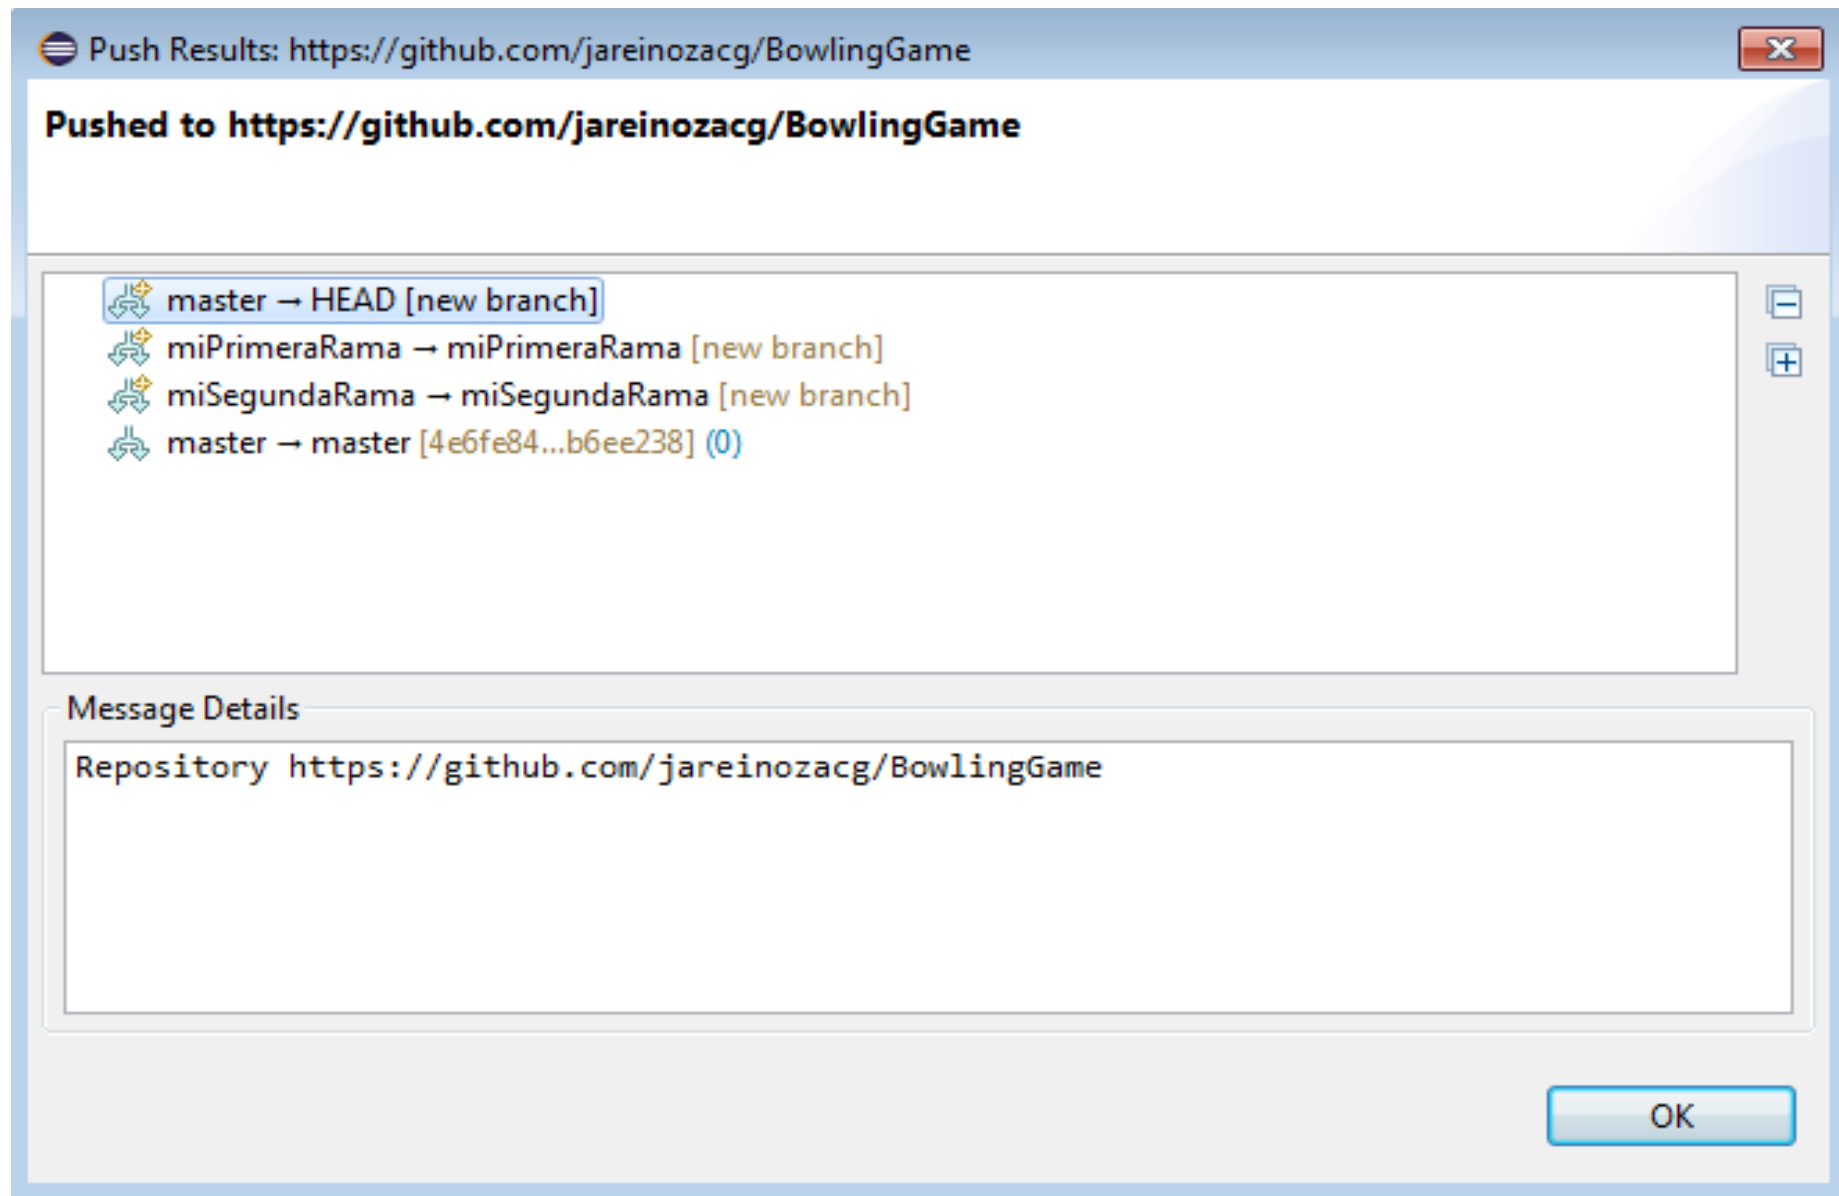 Push Results: https://github.com/jareinozacg/BowlingGame
Pushed to https://github.com/jareinozacg/BowlingGame
master → HEAD [new branch]
miPrimeraRama → miPrimeraRama [new branch]
miSegundaRama → miSegundaRama [new branch]
master → master [4e6fe84...b6ee238] (0)
Message Details
Repository https://github.com/jareinozacg/BowlingGame
OK